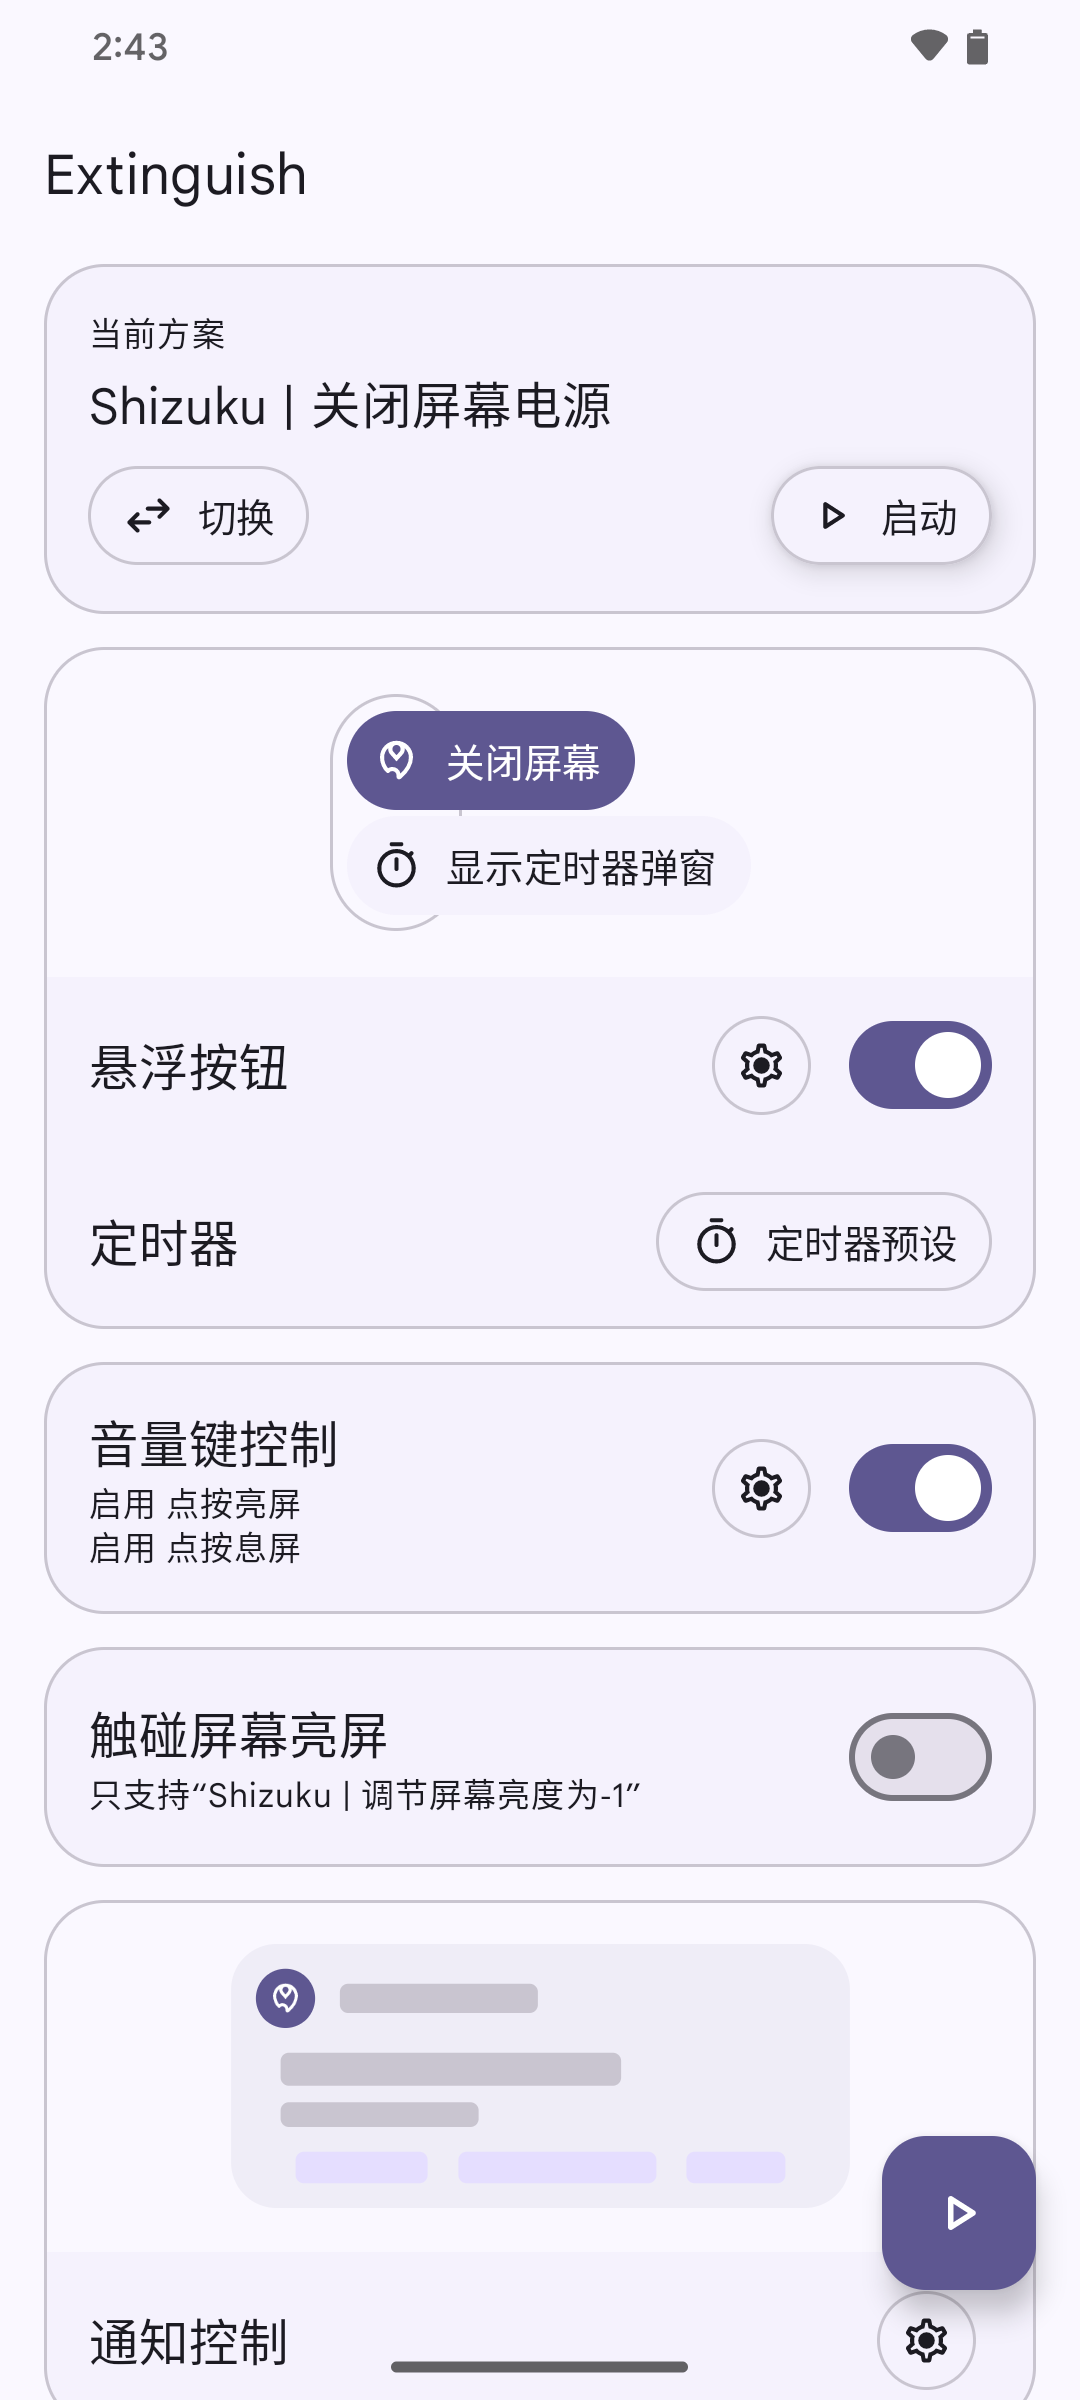 2:43
Extinguish
当前方案
Shizuku | 关闭屏幕电源
切换
启动
关闭屏幕
显示定时器弹窗
悬浮按钮
定时器
定时器预设
音量键控制
启用 点按亮屏
启用 点按息屏
触碰屏幕亮屏
只支持“Shizuku | 调节屏幕亮度为-1”
通知控制